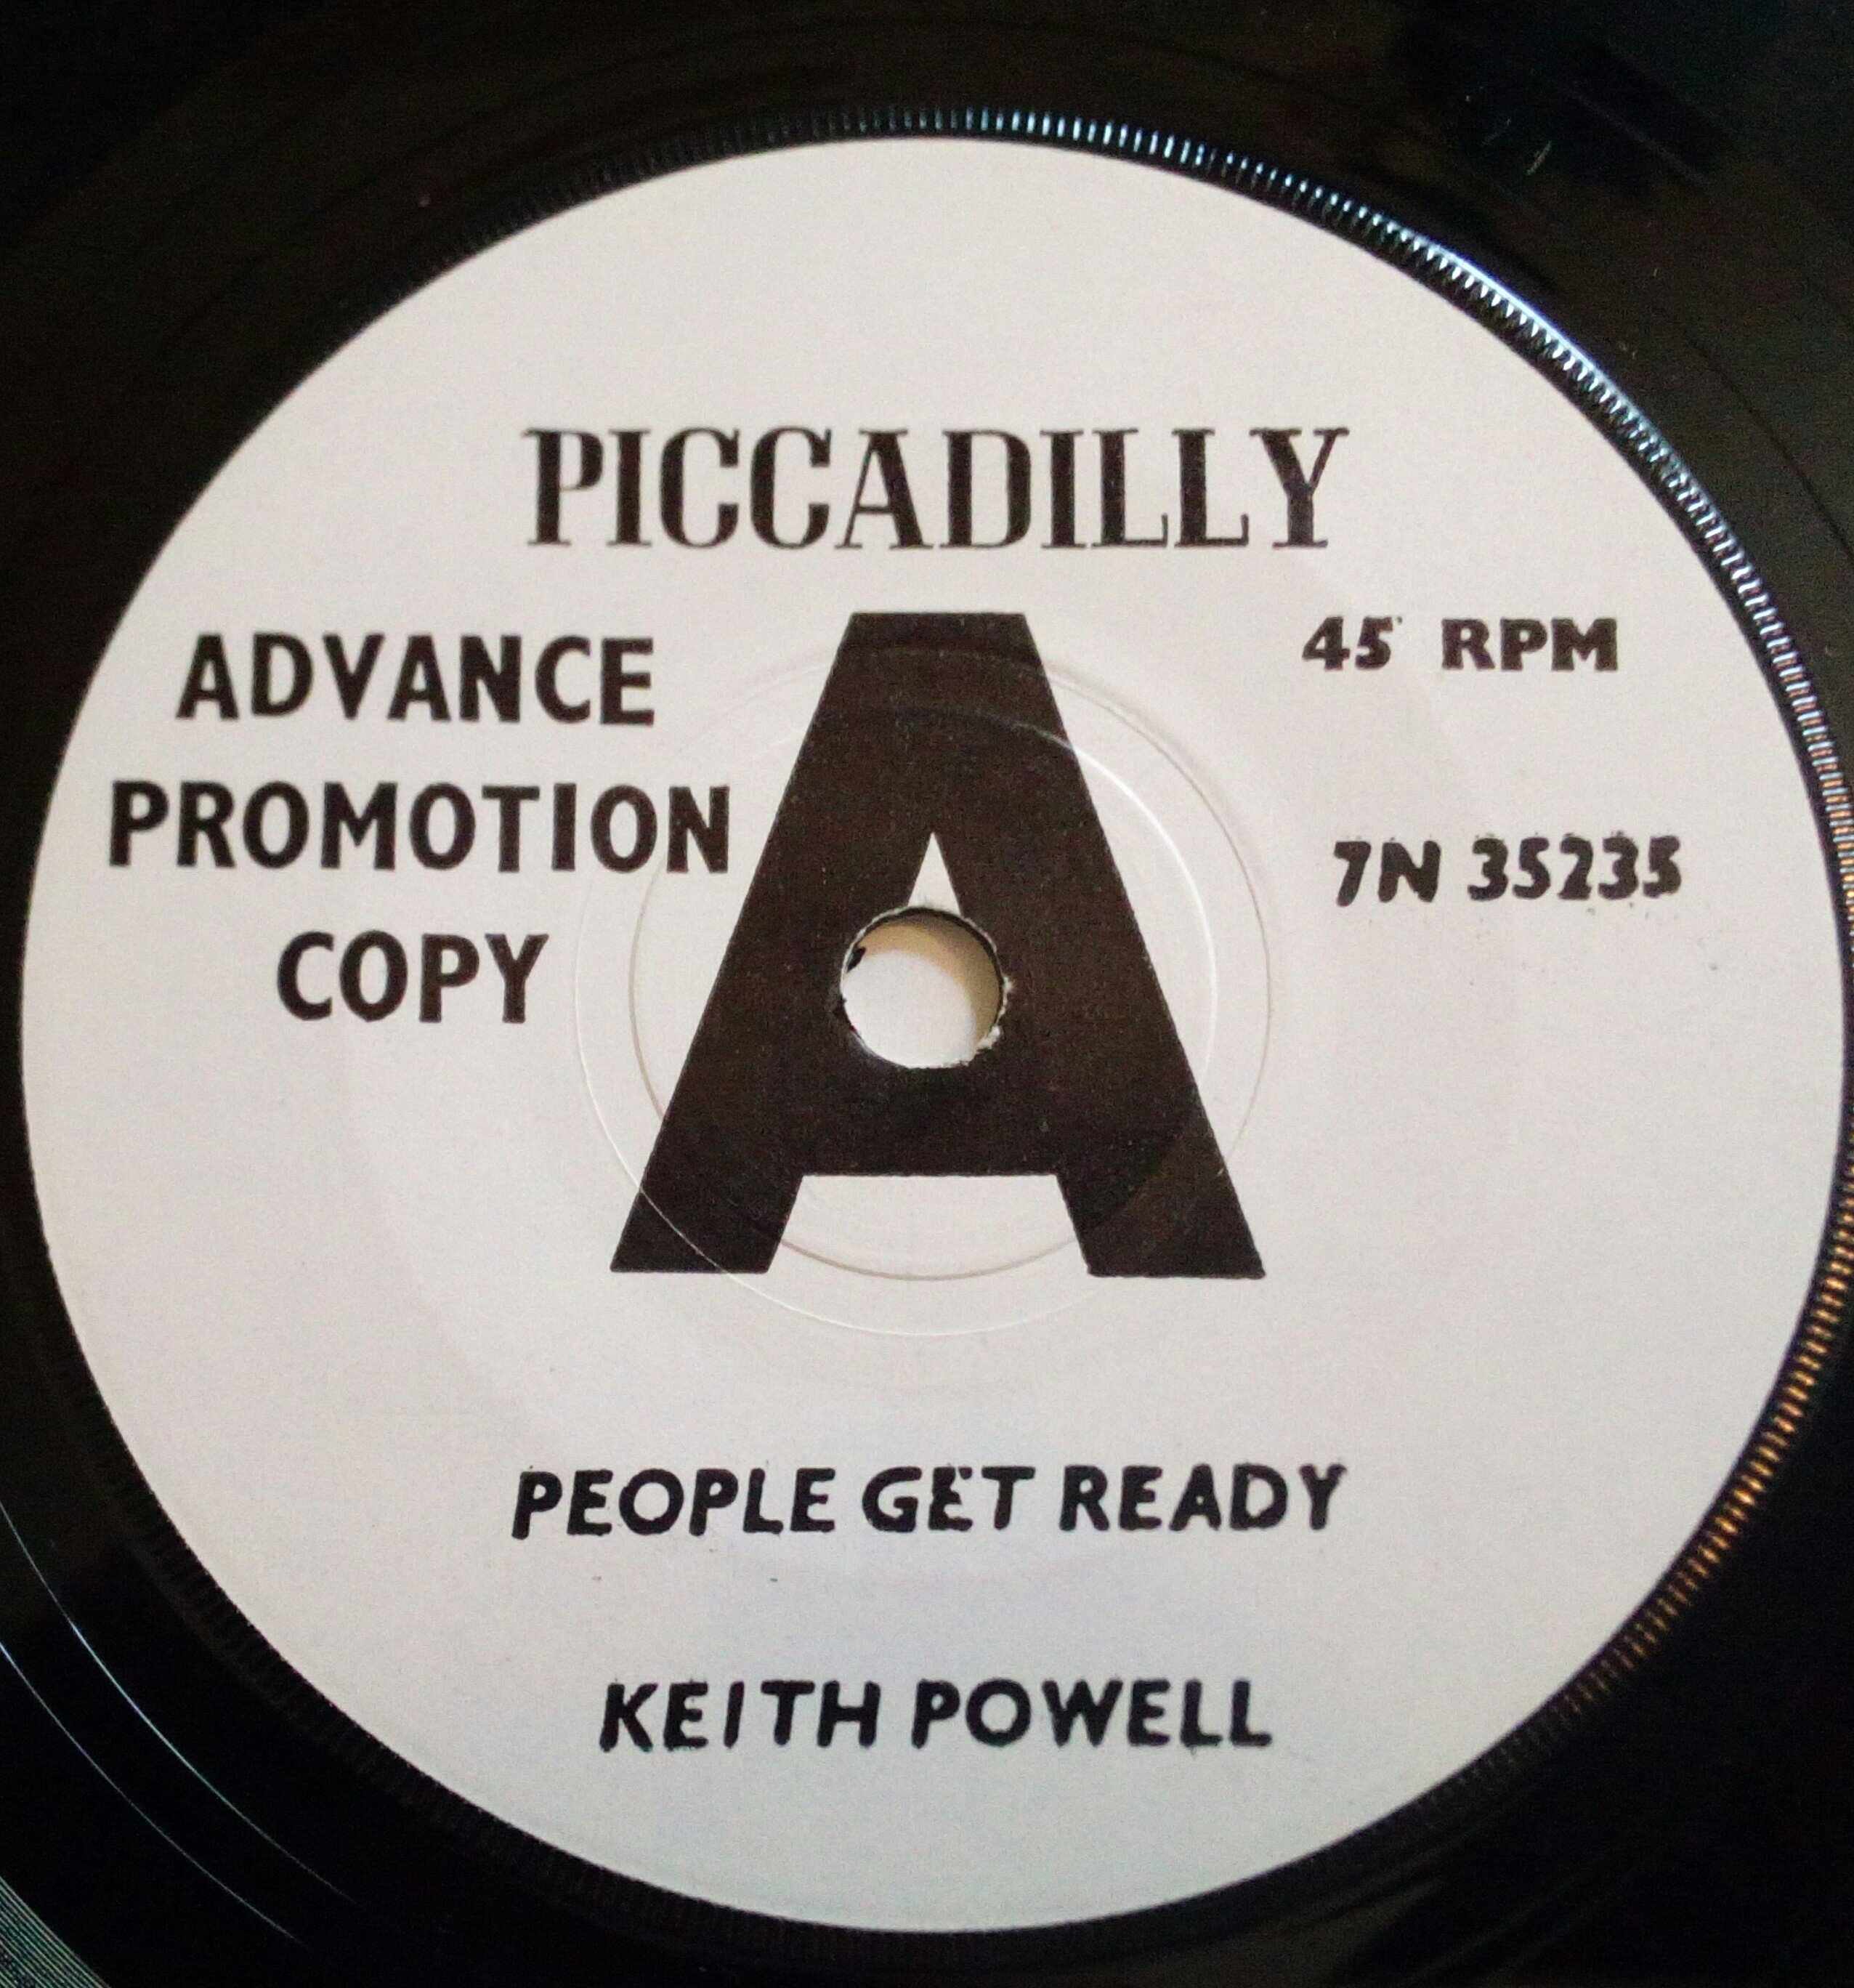 PICCADILLY
ADVANCE
PROMOTION
COPY
A
45 RPM
7N 35235
PEOPLE GET READY
KEITH POWELL